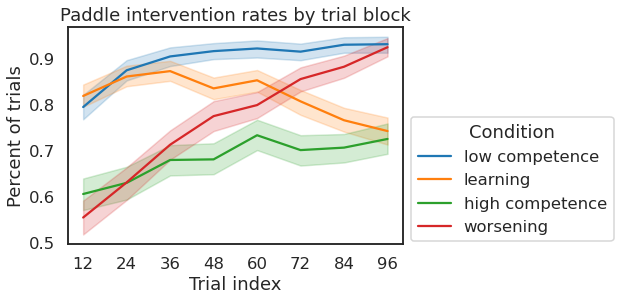 Paddle intervention rates by trial block
Percent of trials
0.9
0.8
0.7
0.6
0.5
12 24 36 48 60 72 84 96
Trial index
Condition
low competence
learning
high competence
worsening